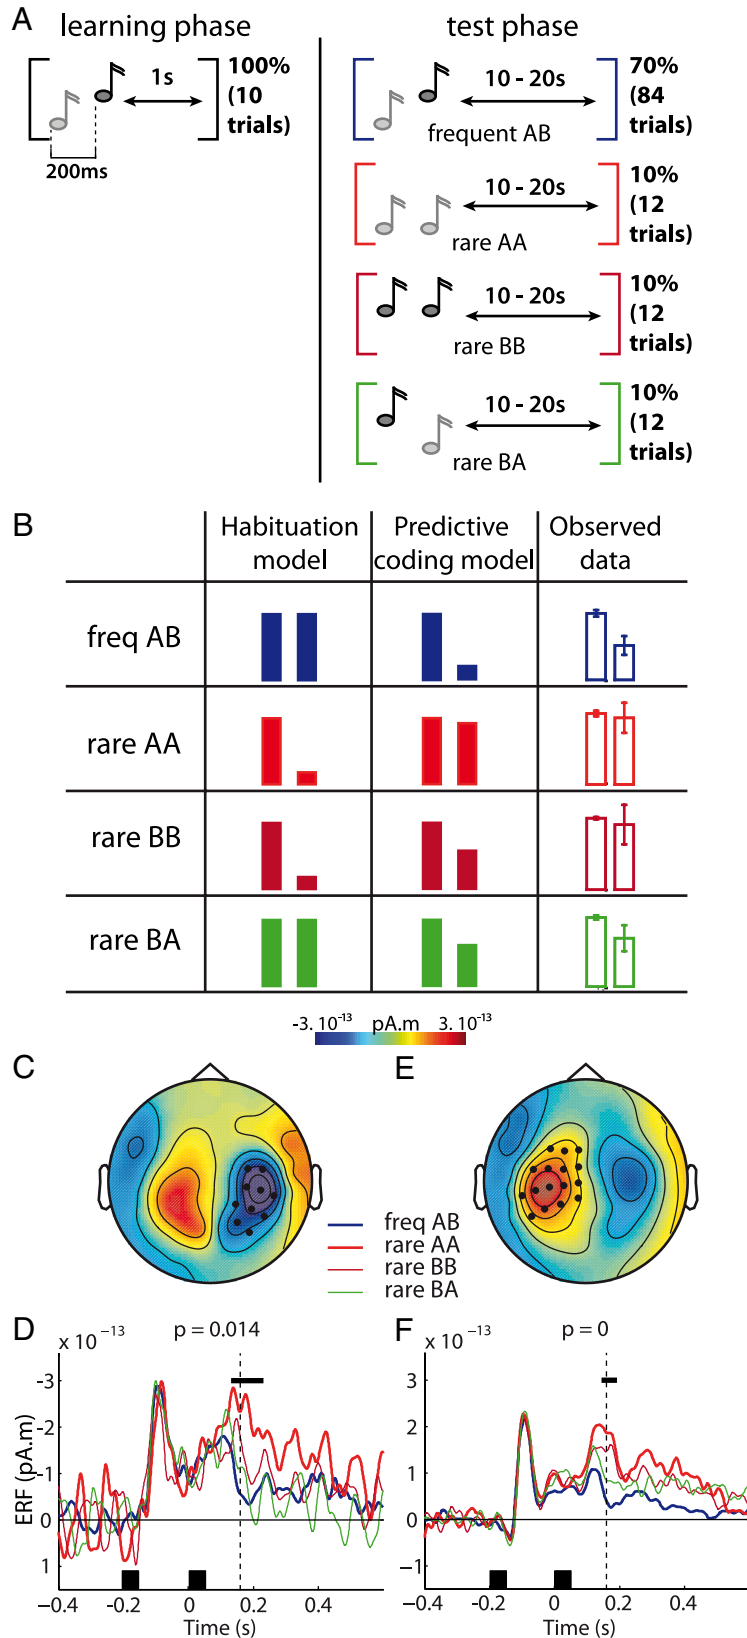 A
learning phase
test phase
1s
100%
(10
trials)
200ms
10 - 20s
frequent AB
70%
(84
trials)
10 - 20s
rare AA
10%
(12
trials)
10 - 20s
rare BB
10%
(12
trials)
10 - 20s
rare BA
10%
(12
trials)
B
Habituation
model
Predictive
coding model
Observed
data
freq AB
rare AA
rare BB
rare BA
-3. 10⁻¹³ pA.m 3. 10⁻¹³
C
E
freq AB
rare AA
rare BB
rare BA
D
x 10⁻¹³
p = 0.014
-3
-2
-1
0
1
ERF (pA.m)
−0.4 −0.2 0 0.2 0.4
Time (s)
F
x 10⁻¹³
p = 0
3
2
1
0
−1
−0.4 −0.2 0 0.2 0.4
Time (s)